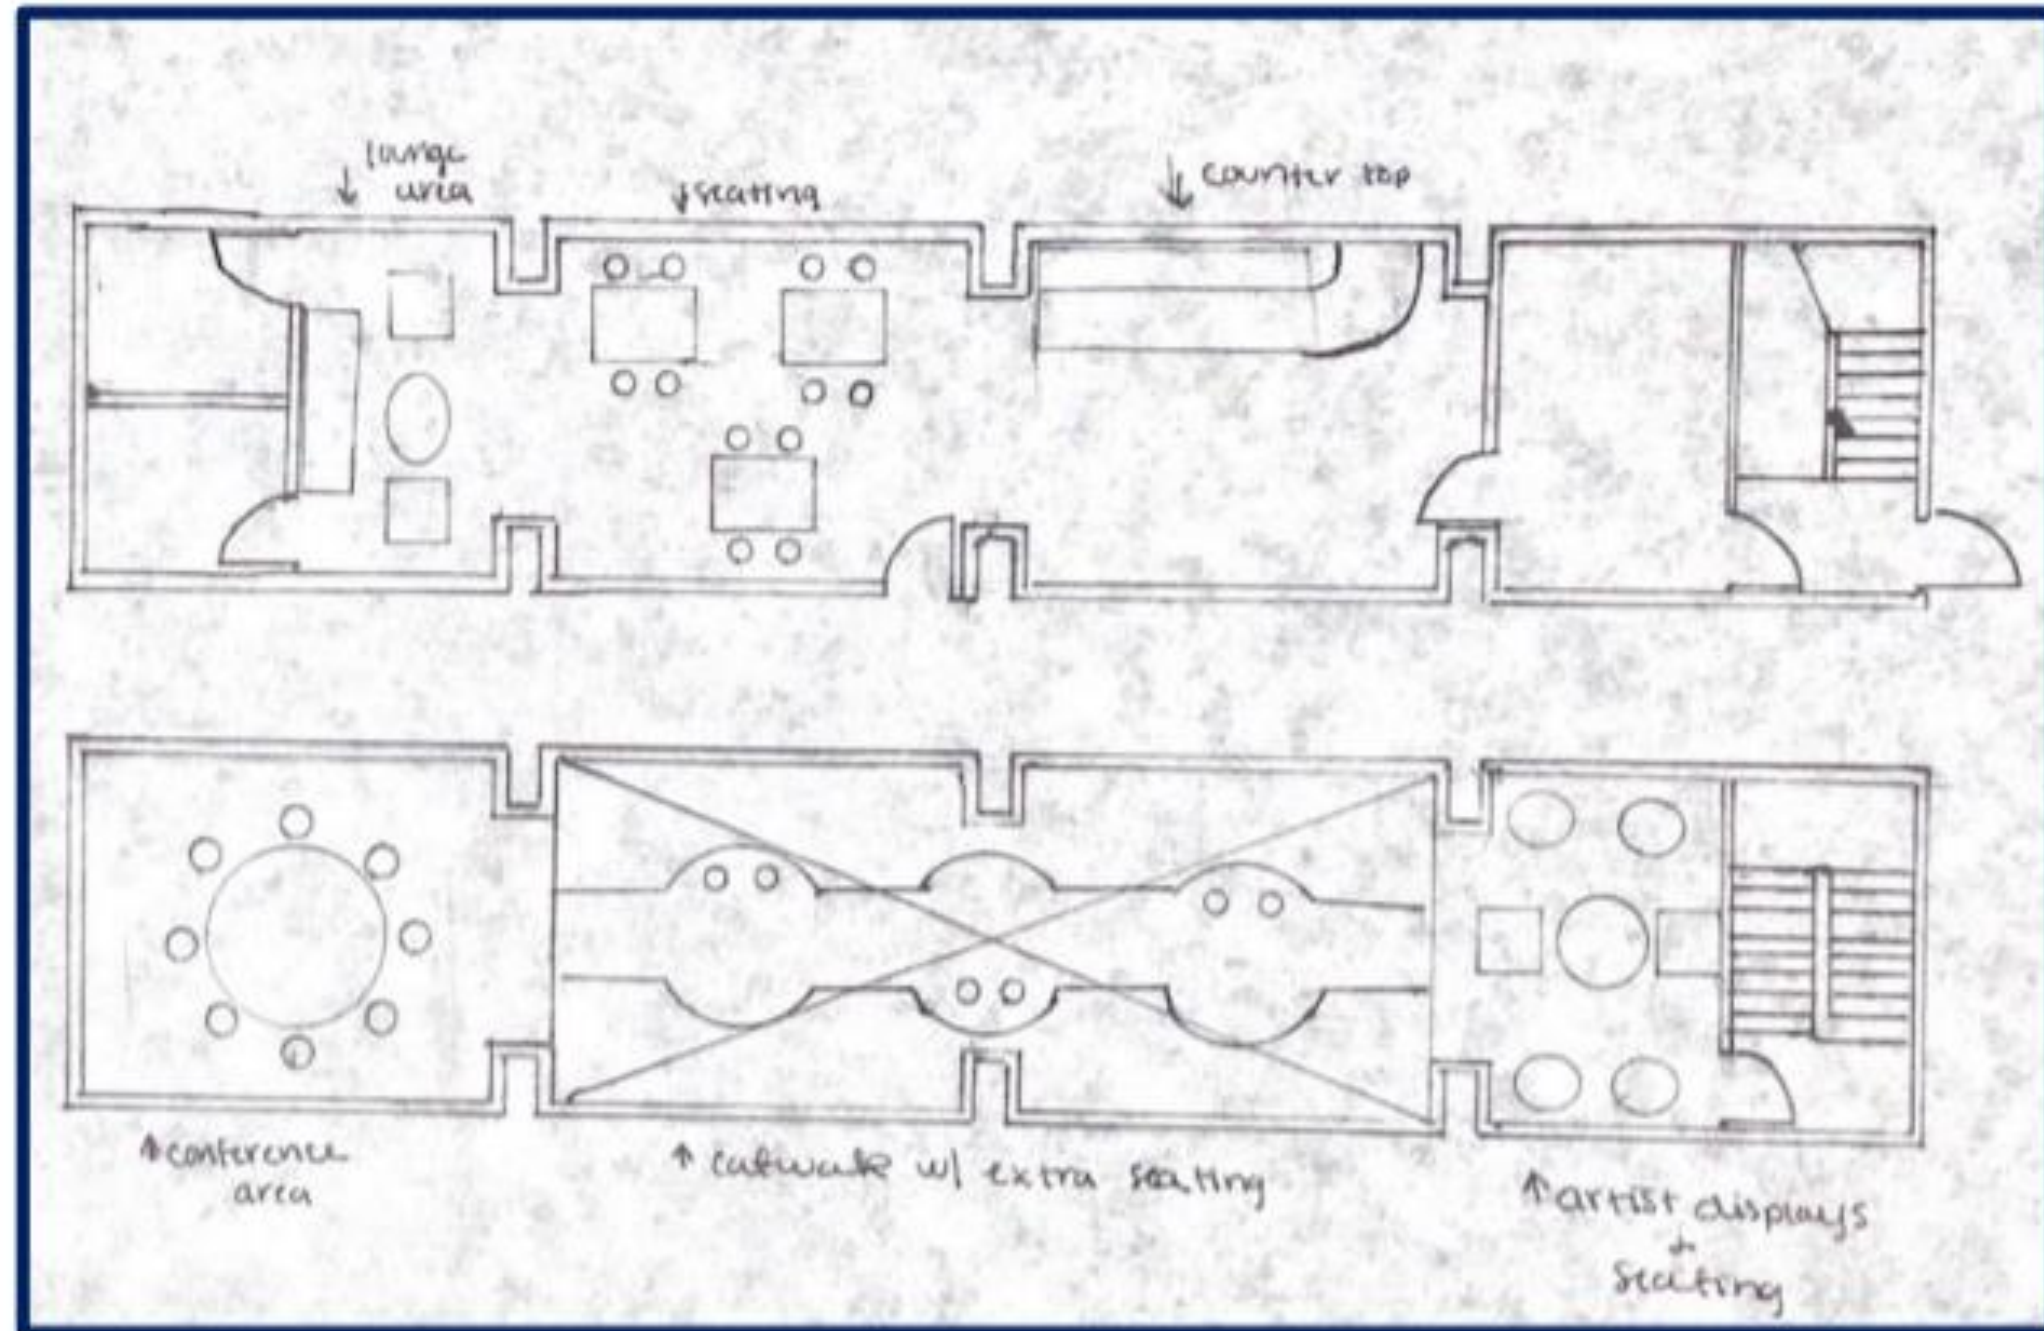 lounge
area
seating
counter top
conference
area
catwalk w/ extra seating
artist displays
+
seating